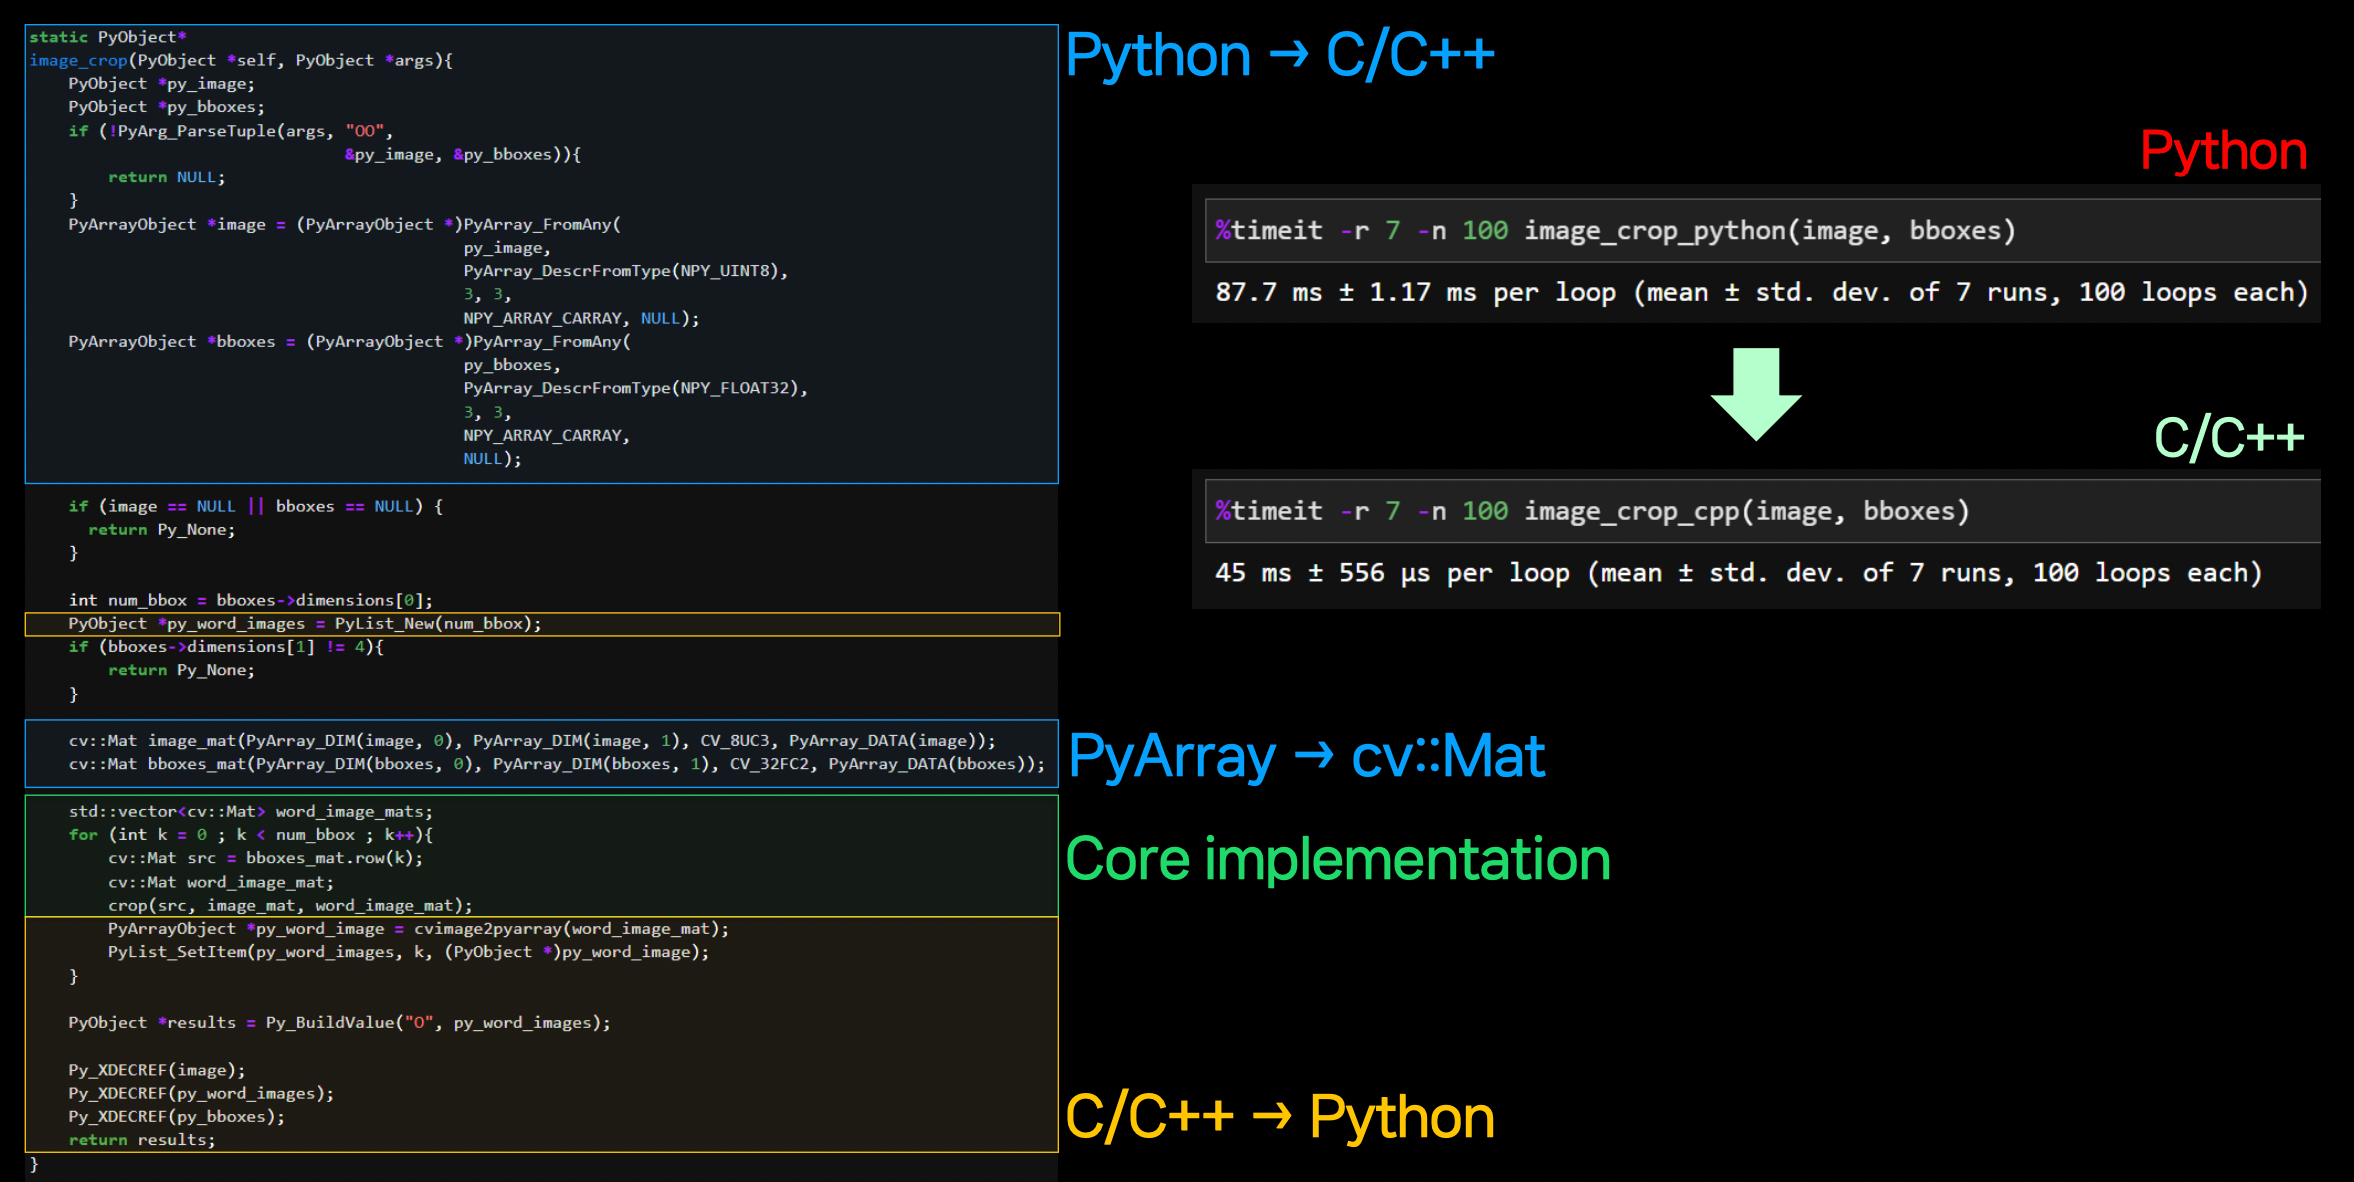 static PyObject*
image_crop(PyObject *self, PyObject *args){
    PyObject *py_image;
    PyObject *py_bboxes;
    if (!PyArg_ParseTuple(args, "OO",
                                &py_image, &py_bboxes)){
        return NULL;
    }
    PyArrayObject *image = (PyArrayObject *)PyArray_FromAny(
                                            py_image,
                                            PyArray_DescrFromType(NPY_UINT8),
                                            3, 3,
                                            NPY_ARRAY_CARRAY, NULL);
    PyArrayObject *bboxes = (PyArrayObject *)PyArray_FromAny(
                                            py_bboxes,
                                            PyArray_DescrFromType(NPY_FLOAT32),
                                            3, 3,
                                            NPY_ARRAY_CARRAY,
                                            NULL);
    if (image == NULL || bboxes == NULL) {
      return Py_None;
    }
    int num_bbox = bboxes->dimensions[0];
    PyObject *py_word_images = PyList_New(num_bbox);
    if (bboxes->dimensions[1] != 4){
        return Py_None;
    }
    cv::Mat image_mat(PyArray_DIM(image, 0), PyArray_DIM(image, 1), CV_8UC3, PyArray_DATA(image));
    cv::Mat bboxes_mat(PyArray_DIM(bboxes, 0), PyArray_DIM(bboxes, 1), CV_32FC2, PyArray_DATA(bboxes));
    std::vector<cv::Mat> word_image_mats;
    for (int k = 0 ; k < num_bbox ; k++){
        cv::Mat src = bboxes_mat.row(k);
        cv::Mat word_image_mat;
        crop(src, image_mat, word_image_mat);
        PyArrayObject *py_word_image = cvimage2pyarray(word_image_mat);
        PyList_SetItem(py_word_images, k, (PyObject *)py_word_image);
    }
    PyObject *results = Py_BuildValue("O", py_word_images);
    Py_XDECREF(image);
    Py_XDECREF(py_word_images);
    Py_XDECREF(py_bboxes);
    return results;
}
Python → C/C++
PyArray → cv::Mat
Core implementation
C/C++ → Python
Python
%timeit -r 7 -n 100 image_crop_python(image, bboxes)
87.7 ms ± 1.17 ms per loop (mean ± std. dev. of 7 runs, 100 loops each)
C/C++
%timeit -r 7 -n 100 image_crop_cpp(image, bboxes)
45 ms ± 556 µs per loop (mean ± std. dev. of 7 runs, 100 loops each)